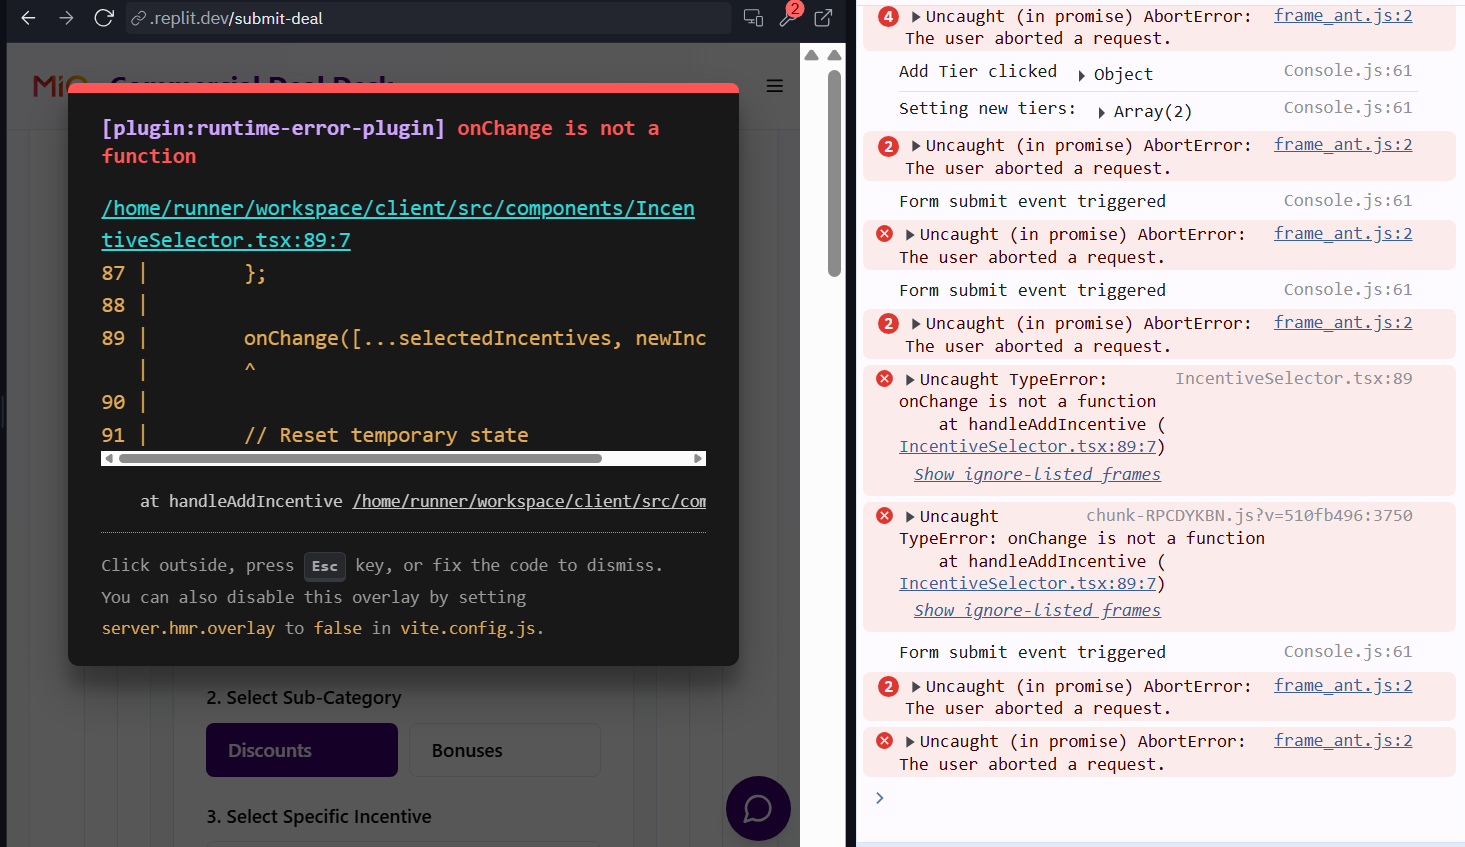 .replit.dev/submit-deal
2
MiQ Commercial Deal Desk
[plugin:runtime-error-plugin] onChange is not a
function
/home/runner/workspace/client/src/components/Incen
tiveSelector.tsx:89:7
87 |        };
88 |
89 |        onChange([...selectedIncentives, newInc
|        ^
90 |
91 |        // Reset temporary state
at handleAddIncentive /home/runner/workspace/client/src/com
Click outside, press Esc key, or fix the code to dismiss.
You can also disable this overlay by setting
server.hmr.overlay to false in vite.config.js.
2. Select Sub-Category
Discounts
Bonuses
3. Select Specific Incentive
4 Uncaught (in promise) AbortError: frame_ant.js:2
The user aborted a request.
Add Tier clicked Object Console.js:61
Setting new tiers: Array(2) Console.js:61
2 Uncaught (in promise) AbortError: frame_ant.js:2
The user aborted a request.
Form submit event triggered Console.js:61
Uncaught (in promise) AbortError: frame_ant.js:2
The user aborted a request.
Form submit event triggered Console.js:61
2 Uncaught (in promise) AbortError: frame_ant.js:2
The user aborted a request.
Uncaught TypeError: IncentiveSelector.tsx:89
onChange is not a function
at handleAddIncentive (
IncentiveSelector.tsx:89:7)
Show ignore-listed frames
Uncaught chunk-RPCDYKBN.js?v=510fb496:3750
TypeError: onChange is not a function
at handleAddIncentive (
IncentiveSelector.tsx:89:7)
Show ignore-listed frames
Form submit event triggered Console.js:61
2 Uncaught (in promise) AbortError: frame_ant.js:2
The user aborted a request.
Uncaught (in promise) AbortError: frame_ant.js:2
The user aborted a request.